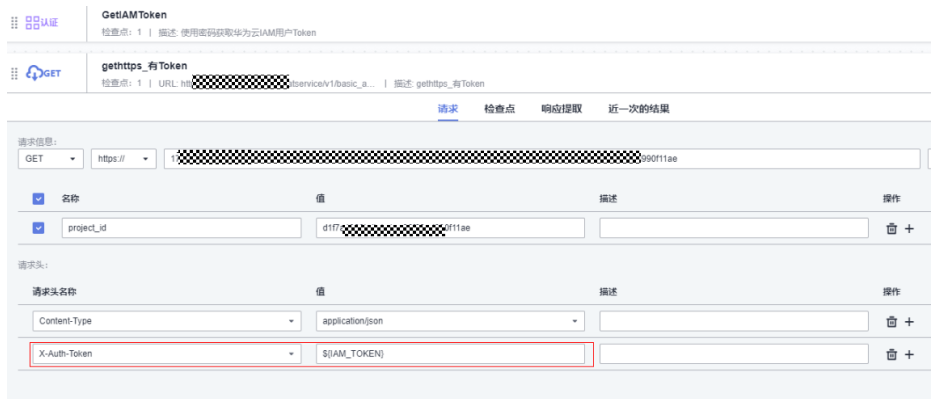 认证
GetIAMToken
检查点: 1 | 描述: 使用密码获取华为云IAM用户Token
GET
gethttps_有Token
检查点: 1 | URL: htt tservice/v1/basic_a... | 描述: gethttps_有Token
请求 检查点 响应提取 近一次的结果
请求信息:
GET https:// 17 990f11ae
名称 值 描述 操作
project_id d1f7 0f11ae
请求头:
请求头名称 值 描述 操作
Content-Type application/json
X-Auth-Token ${IAM_TOKEN}